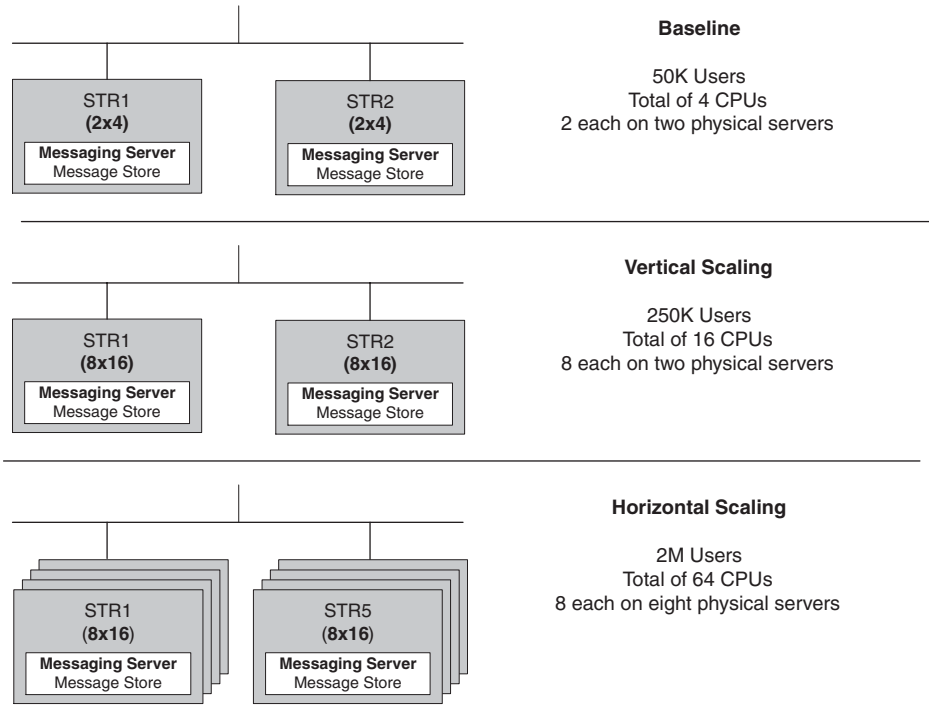 STR1
(2x4)
Messaging Server
Message Store
STR2
(2x4)
Messaging Server
Message Store
Baseline
50K Users
Total of 4 CPUs
2 each on two physical servers
STR1
(8x16)
Messaging Server
Message Store
STR2
(8x16)
Messaging Server
Message Store
Vertical Scaling
250K Users
Total of 16 CPUs
8 each on two physical servers
STR1
(8x16)
Messaging Server
Message Store
STR5
(8x16)
Messaging Server
Message Store
Horizontal Scaling
2M Users
Total of 64 CPUs
8 each on eight physical servers